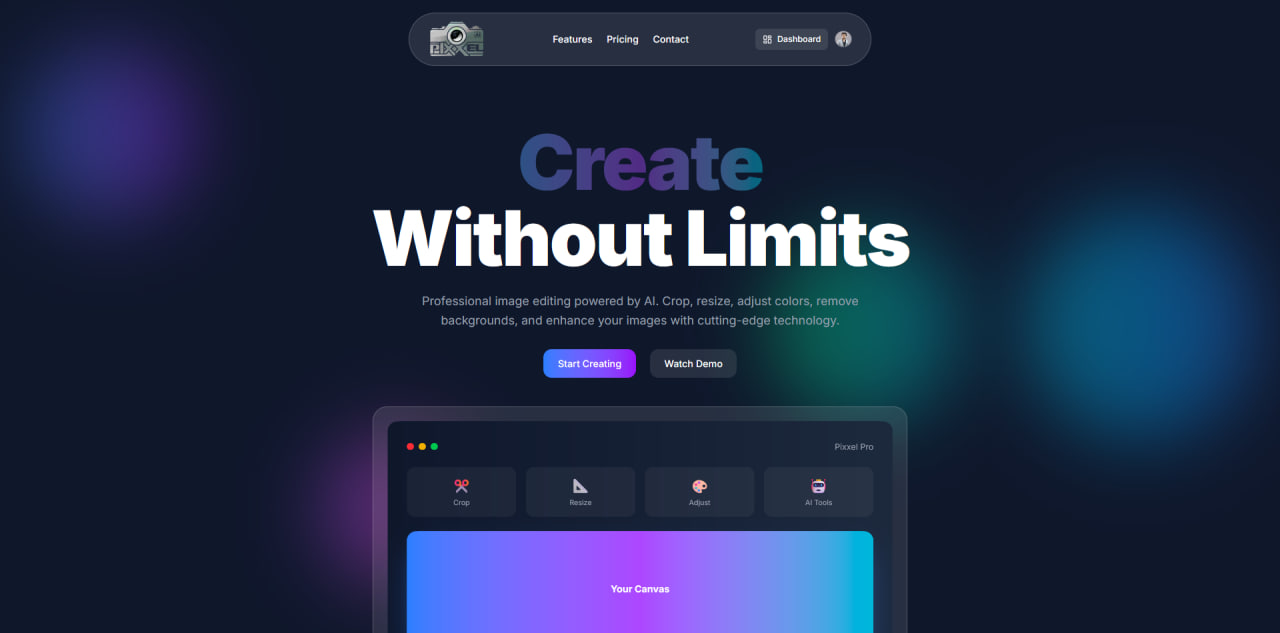 PIXXEL
AI
Features
Pricing
Contact
Dashboard
Create
Without Limits
Professional image editing powered by AI. Crop, resize, adjust colors, remove
backgrounds, and enhance your images with cutting-edge technology.
Start Creating
Watch Demo
Pixxel Pro
Crop
Resize
Adjust
AI Tools
Your Canvas